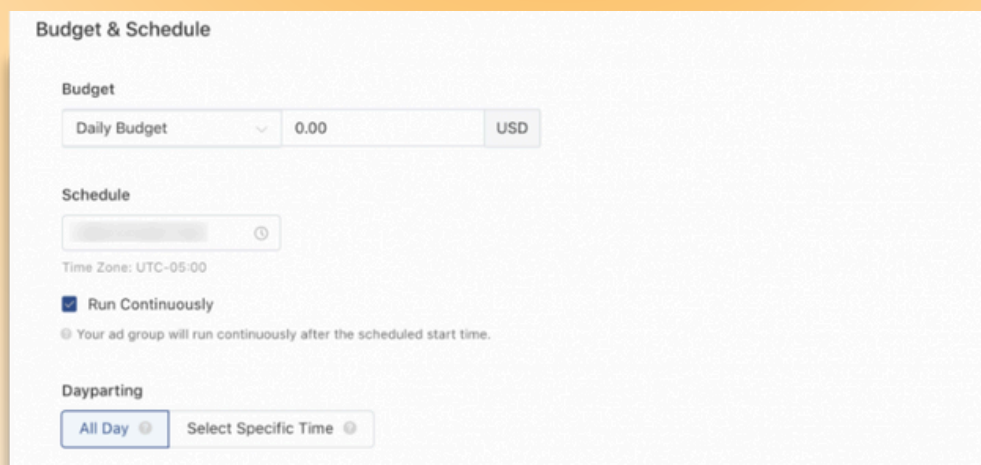 Budget & Schedule
Budget
Daily Budget 0.00 USD
Schedule
Time Zone: UTC-05:00
Run Continuously
Your ad group will run continuously after the scheduled start time.
Dayparting
All Day Select Specific Time